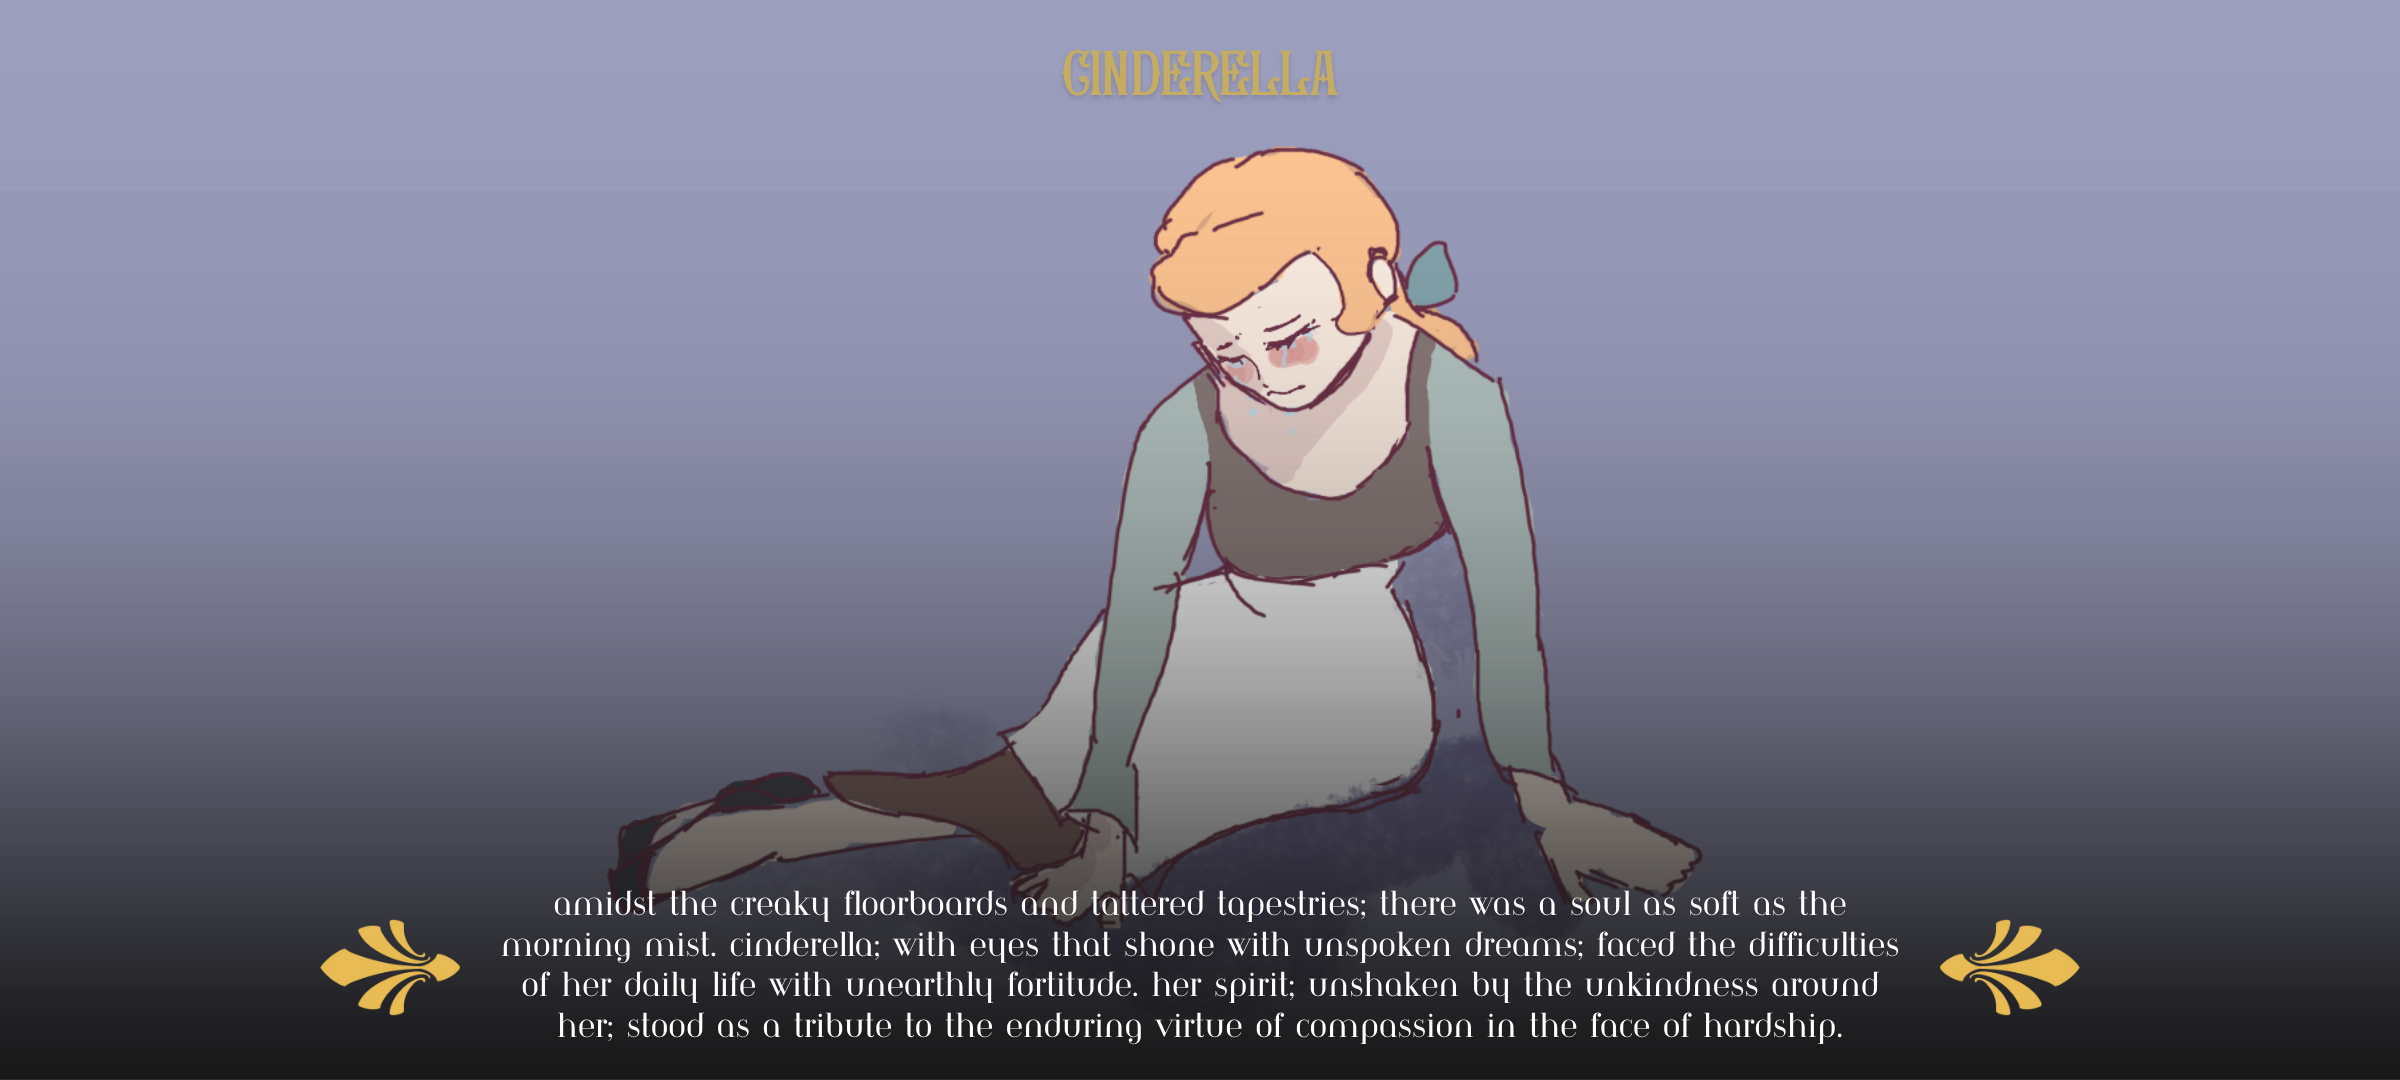 CINDERELLA
amidst the creaky floorboards and tattered tapestries; there was a soul as soft as the
morning mist. cinderella; with eyes that shone with unspoken dreams; faced the difficulties
of her daily life with unearthly fortitude. her spirit; unshaken by the unkindness around
her; stood as a tribute to the enduring virtue of compassion in the face of hardship.